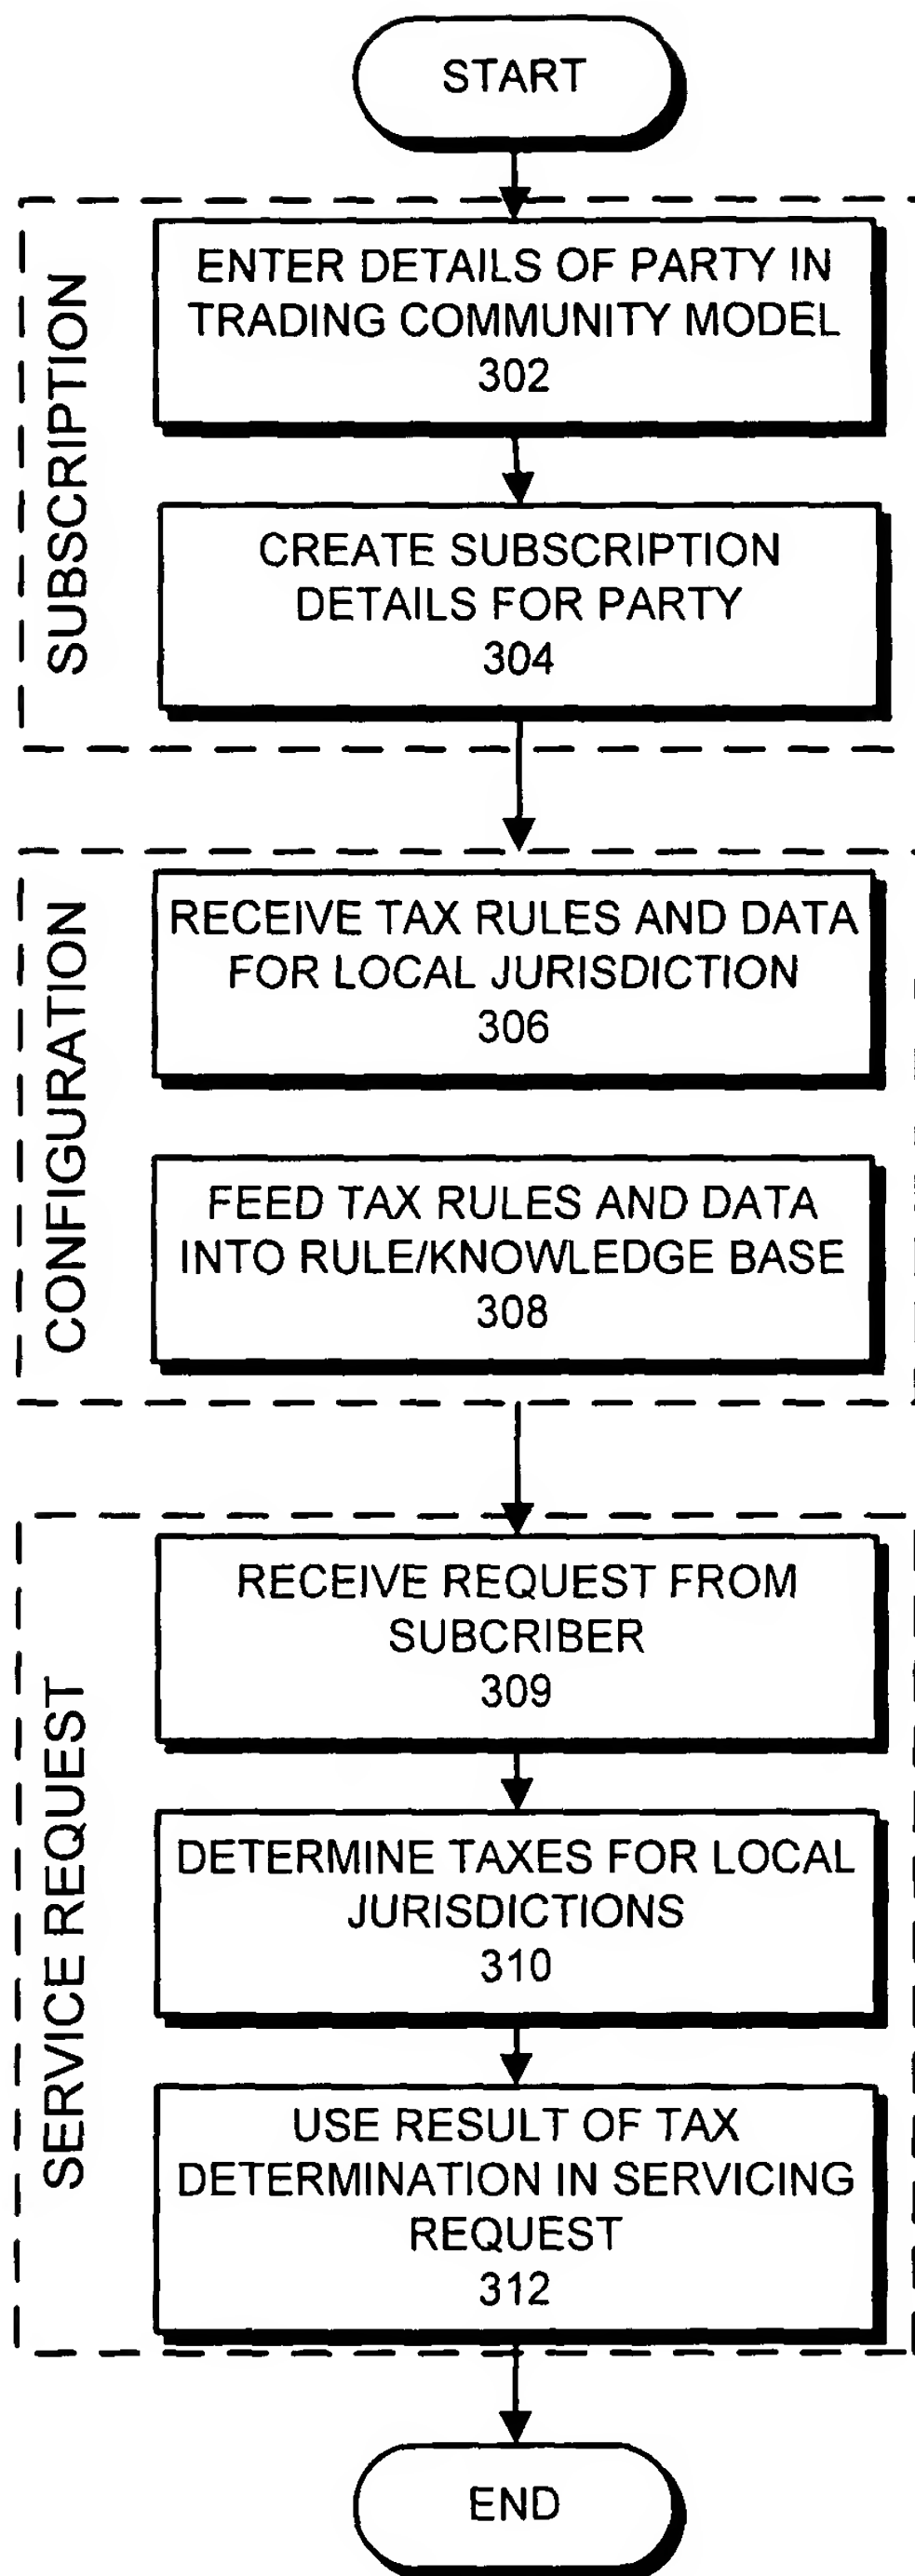 START
SUBSCRIPTION
ENTER DETAILS OF PARTY IN
TRADING COMMUNITY MODEL
302
CREATE SUBSCRIPTION
DETAILS FOR PARTY
304
CONFIGURATION
RECEIVE TAX RULES AND DATA
FOR LOCAL JURISDICTION
306
FEED TAX RULES AND DATA
INTO RULE/KNOWLEDGE BASE
308
SERVICE REQUEST
RECEIVE REQUEST FROM
SUBCRIBER
309
DETERMINE TAXES FOR LOCAL
JURISDICTIONS
310
USE RESULT OF TAX
DETERMINATION IN SERVICING
REQUEST
312
END